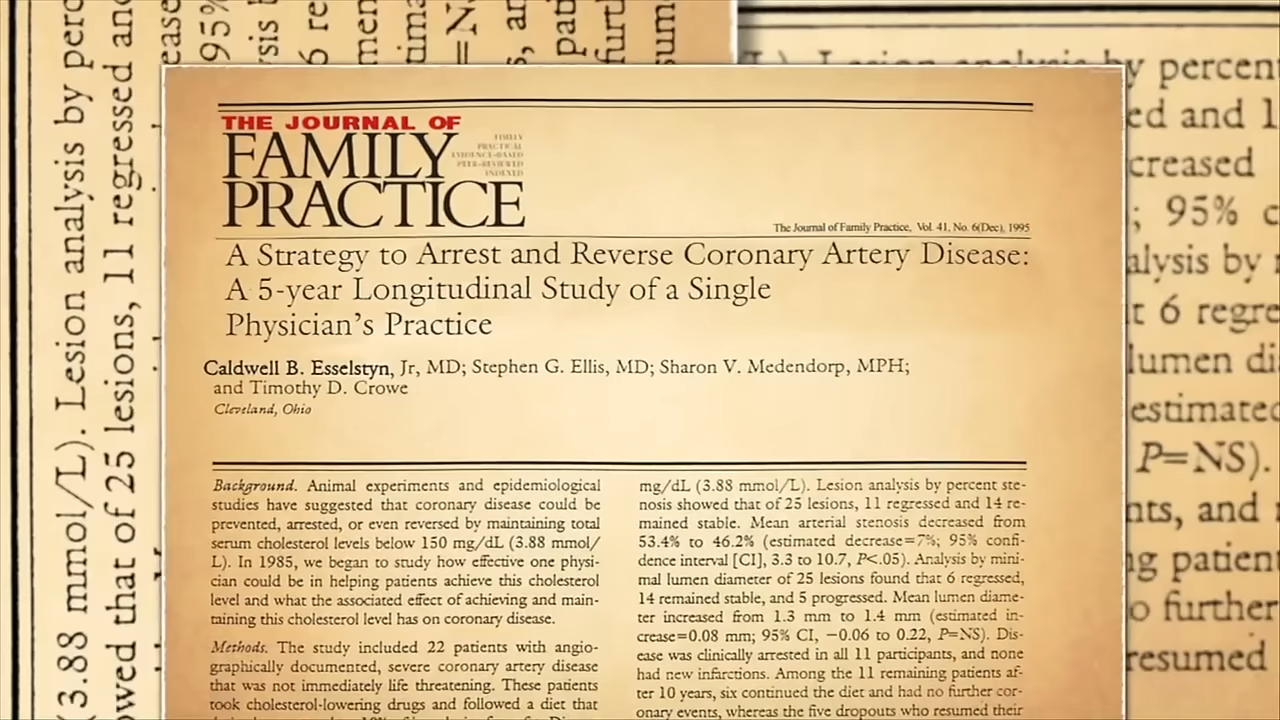 THE JOURNAL OF
FAMILY
PRACTICE
FAMILY
PRACTICAL
EVIDENCE-BASED
PEER-REVIEWED
INDEXED
The Journal of Family Practice, Vol. 41, No. 6(Dec), 1995
A Strategy to Arrest and Reverse Coronary Artery Disease:
A 5-year Longitudinal Study of a Single
Physician's Practice
Caldwell B. Esselstyn, Jr, MD; Stephen G. Ellis, MD; Sharon V. Medendorp, MPH;
and Timothy D. Crowe
Cleveland, Ohio
Background. Animal experiments and epidemiological
studies have suggested that coronary disease could be
prevented, arrested, or even reversed by maintaining total
serum cholesterol levels below 150 mg/dL (3.88 mmol/
L). In 1985, we began to study how effective one physi-
cian could be in helping patients achieve this cholesterol
level and what the associated effect of achieving and main-
taining this cholesterol level has on coronary disease.
Methods. The study included 22 patients with angio-
graphically documented, severe coronary artery disease
that was not immediately life threatening. These patients
took cholesterol-lowering drugs and followed a diet that
mg/dL (3.88 mmol/L). Lesion analysis by percent ste-
nosis showed that of 25 lesions, 11 regressed and 14 re-
mained stable. Mean arterial stenosis decreased from
53.4% to 46.2% (estimated decrease=7%; 95% confi-
dence interval [CI], 3.3 to 10.7, P<.05). Analysis by mini-
mal lumen diameter of 25 lesions found that 6 regressed,
14 remained stable, and 5 progressed. Mean lumen diame-
ter increased from 1.3 mm to 1.4 mm (estimated in-
crease=0.08 mm; 95% CI, −0.06 to 0.22, P=NS). Dis-
ease was clinically arrested in all 11 participants, and none
had new infarctions. Among the 11 remaining patients af-
ter 10 years, six continued the diet and had no further cor-
onary events, whereas the five dropouts who resumed their
(3.88 mmol/L). Lesion analysis by perc
owed that of 25 lesions, 11 regressed and
ease
95%
6 re
=NS
Lesion analysis by percent
ed and 1
creased
; 95% c
alysis by
t 6 regre
lumen di
estimated
P=NS).
nts, and
g patient
o further
resumed